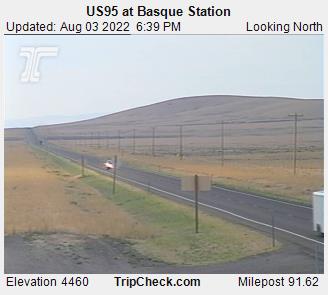 US95 at Basque Station
Updated: Aug 03 2022 6:39 PM Looking North
Elevation 4460 TripCheck.com Milepost 91.62